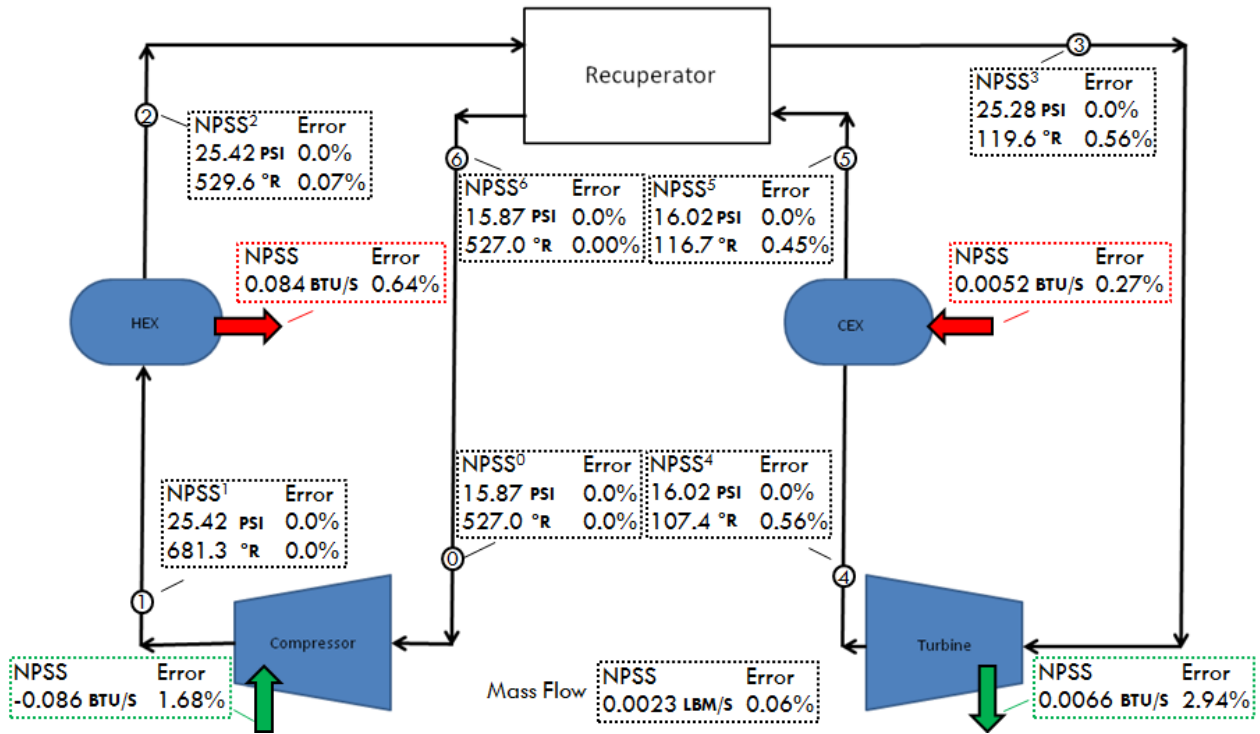 Recuperator
3
NPSS³ Error
25.28 PSI 0.0%
119.6 °R 0.56%
2
NPSS² Error
25.42 PSI 0.0%
529.6 °R 0.07%
6
NPSS⁶ Error
15.87 PSI 0.0%
527.0 °R 0.00%
5
NPSS⁵ Error
16.02 PSI 0.0%
116.7 °R 0.45%
NPSS Error
0.084 BTU/S 0.64%
HEX
NPSS Error
0.0052 BTU/S 0.27%
CEX
NPSS¹ Error
25.42 PSI 0.0%
681.3 °R 0.0%
1
NPSS⁰ Error
15.87 PSI 0.0%
527.0 °R 0.0%
0
NPSS⁴ Error
16.02 PSI 0.0%
107.4 °R 0.56%
4
Compressor
Turbine
NPSS Error
-0.086 BTU/S 1.68%
Mass Flow
NPSS Error
0.0023 LBM/S 0.06%
NPSS Error
0.0066 BTU/S 2.94%